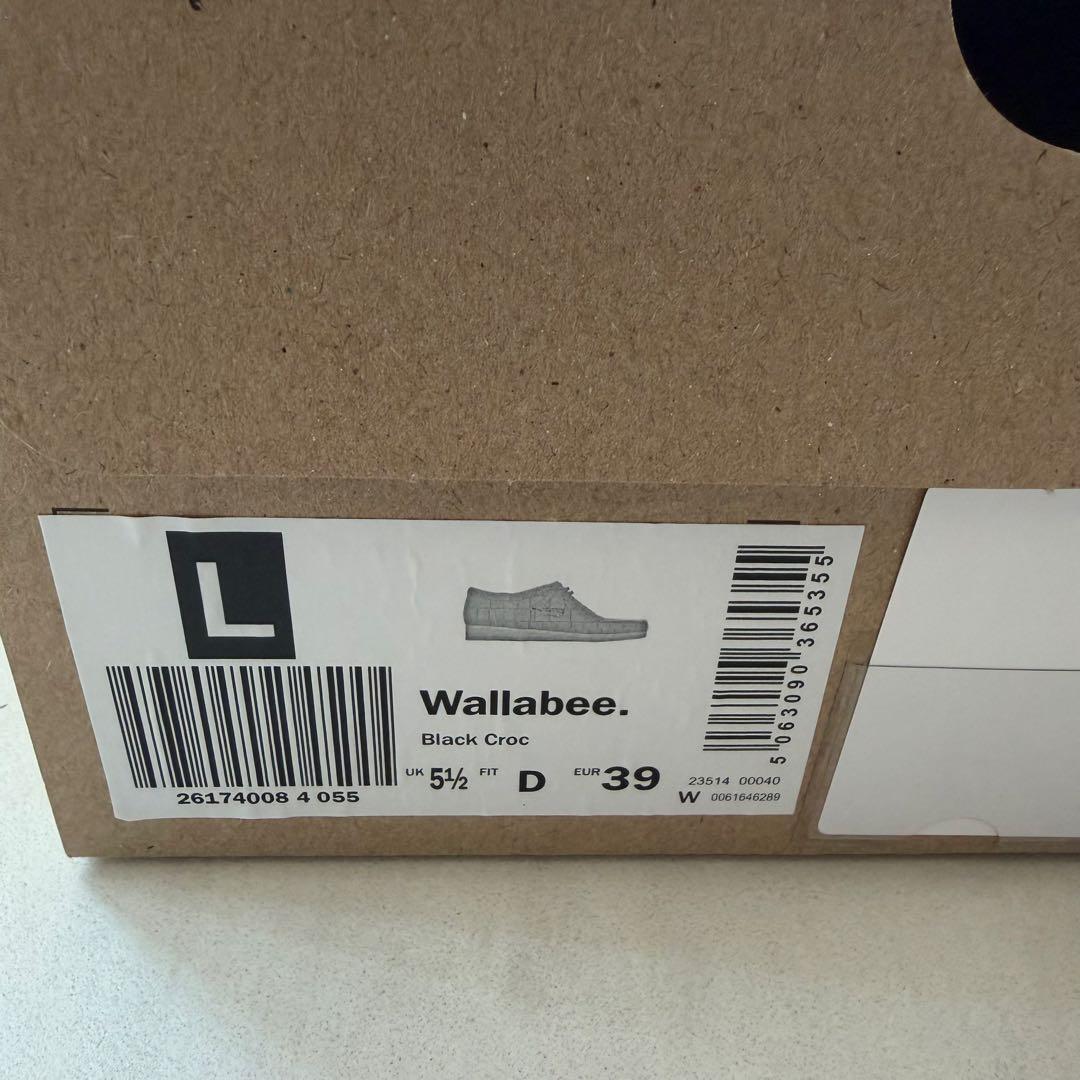 L
Wallabee.
Black Croc
UK 5½ FIT D EUR 39
26174008 4 055
5 063090 365355
23514 00040
W 0061646289